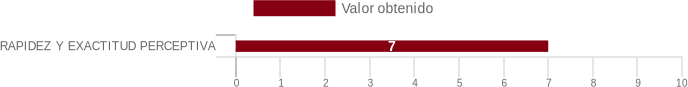 Valor obtenido
RAPIDEZ Y EXACTITUD PERCEPTIVA
7
0 1 2 3 4 5 6 7 8 9 10